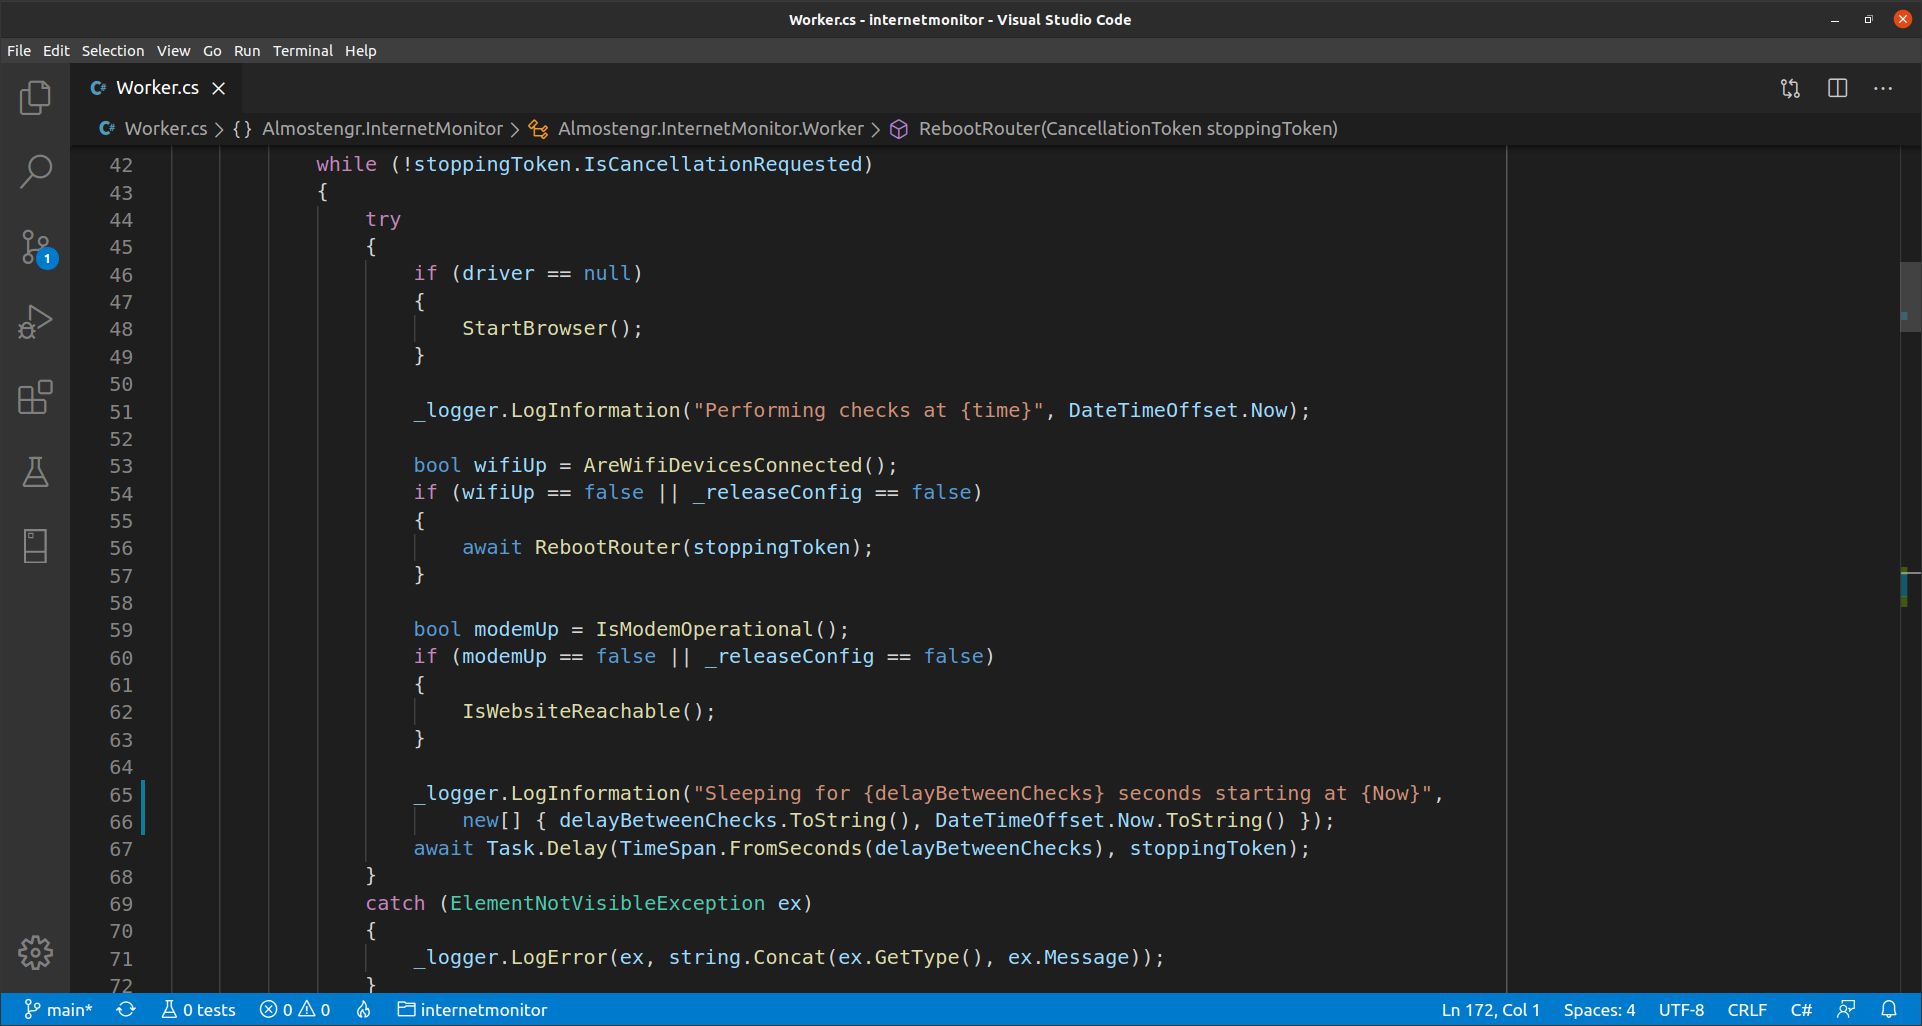 Worker.cs - internetmonitor - Visual Studio Code
File Edit Selection View Go Run Terminal Help
C# Worker.cs
C# Worker.cs > {} Almostengr.InternetMonitor > Almostengr.InternetMonitor.Worker > RebootRouter(CancellationToken stoppingToken)
42 while (!stoppingToken.IsCancellationRequested)
43 {
44 try
45 {
46 if (driver == null)
47 {
48 StartBrowser();
49 }
50
51 _logger.LogInformation("Performing checks at {time}", DateTimeOffset.Now);
52
53 bool wifiUp = AreWifiDevicesConnected();
54 if (wifiUp == false || _releaseConfig == false)
55 {
56 await RebootRouter(stoppingToken);
57 }
58
59 bool modemUp = IsModemOperational();
60 if (modemUp == false || _releaseConfig == false)
61 {
62 IsWebsiteReachable();
63 }
64
65 _logger.LogInformation("Sleeping for {delayBetweenChecks} seconds starting at {Now}",
66 new[] { delayBetweenChecks.ToString(), DateTimeOffset.Now.ToString() });
67 await Task.Delay(TimeSpan.FromSeconds(delayBetweenChecks), stoppingToken);
68 }
69 catch (ElementNotVisibleException ex)
70 {
71 _logger.LogError(ex, string.Concat(ex.GetType(), ex.Message));
72 }
1
main* 0 tests 0 0 internetmonitor Ln 172, Col 1 Spaces: 4 UTF-8 CRLF C#